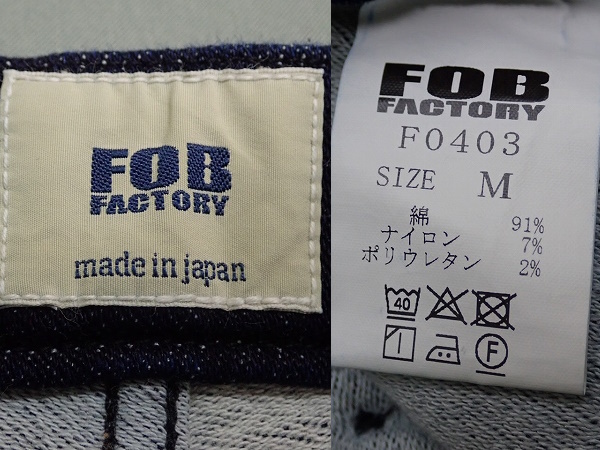 FOB
FACTORY
made in japan
FOB
FACTORY
F0403
SIZE M
綿 91%
ナイロン 7%
ポリウレタン 2%
40
F